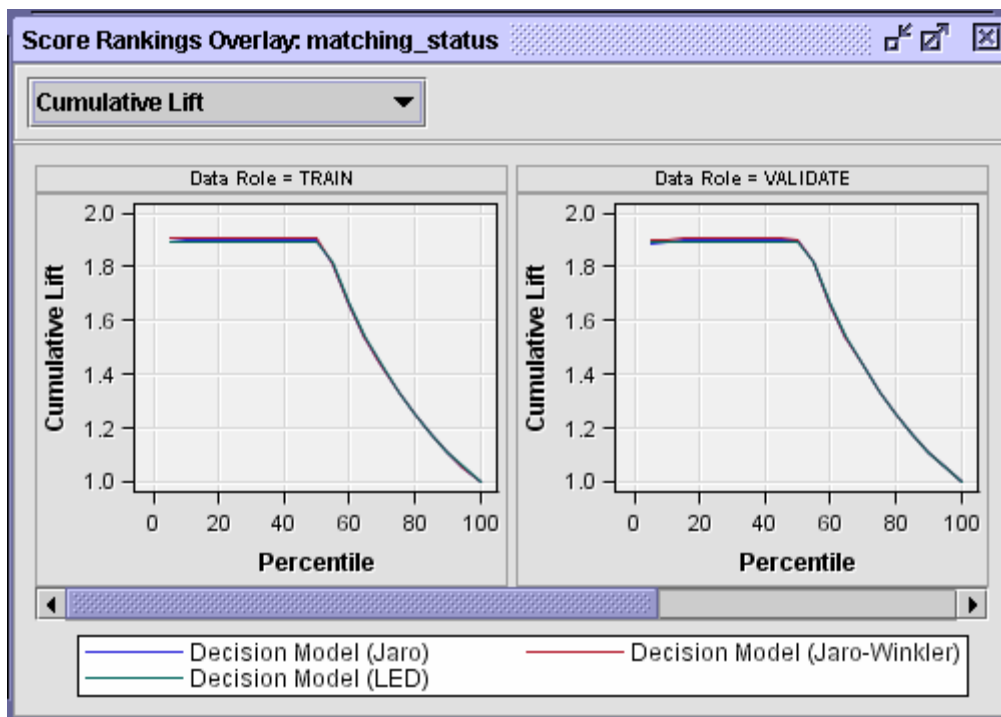 Score Rankings Overlay: matching_status
Cumulative Lift
Data Role = TRAIN
Cumulative Lift
2.0
1.8
1.6
1.4
1.2
1.0
0 20 40 60 80 100
Percentile
Data Role = VALIDATE
Cumulative Lift
2.0
1.8
1.6
1.4
1.2
1.0
0 20 40 60 80 100
Percentile
Decision Model (Jaro) Decision Model (Jaro-Winkler)
Decision Model (LED)